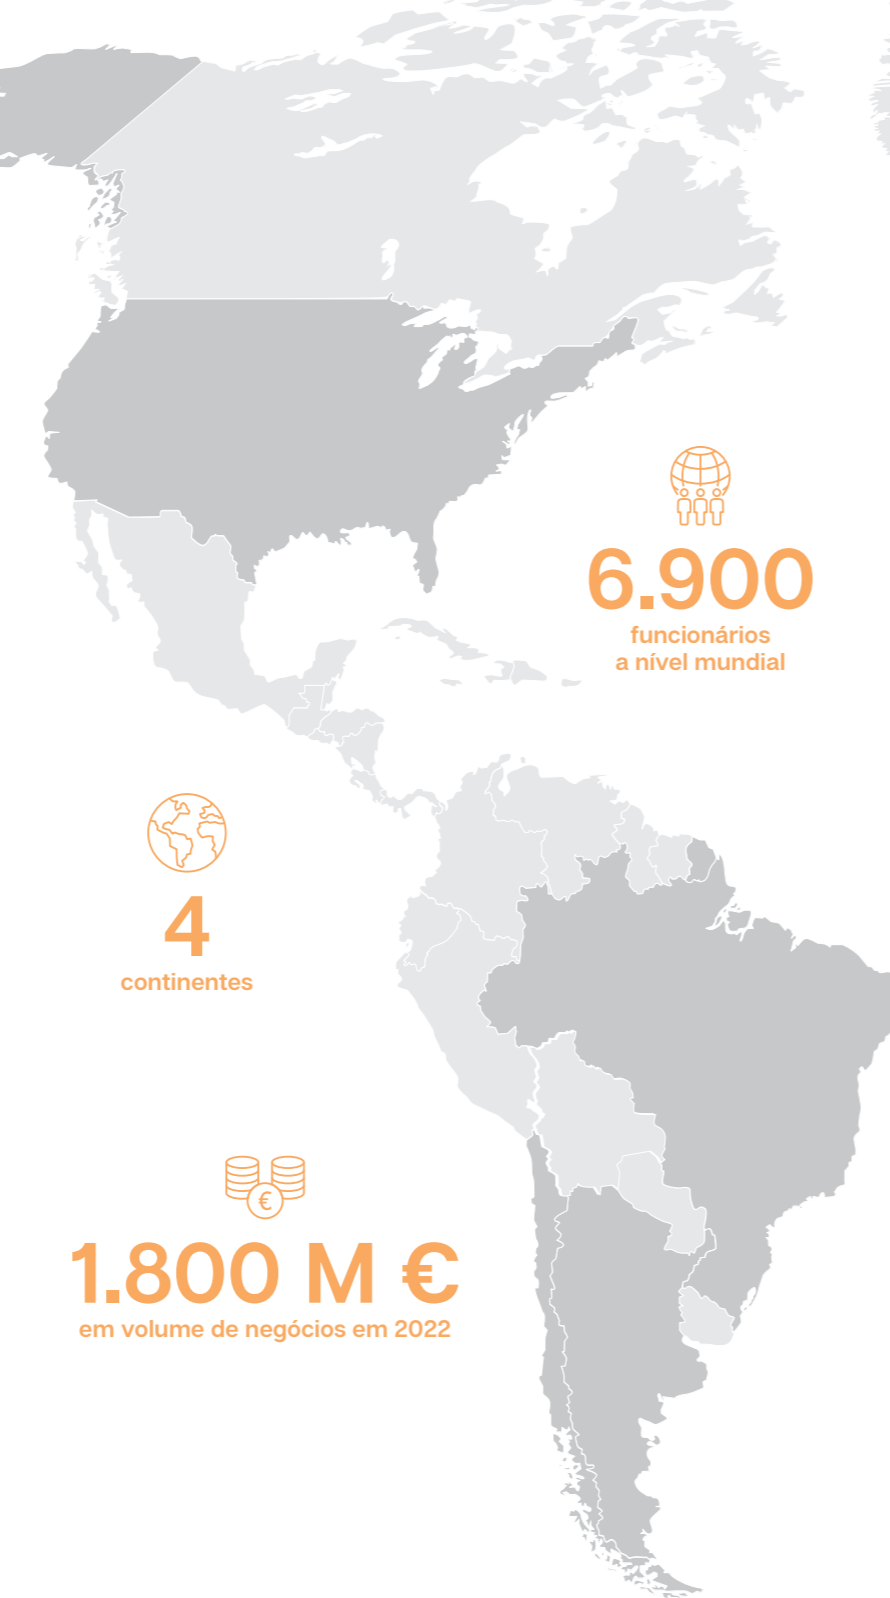 6.900
funcionários
a nível mundial
4
continentes
€
1.800 M €
em volume de negócios em 2022